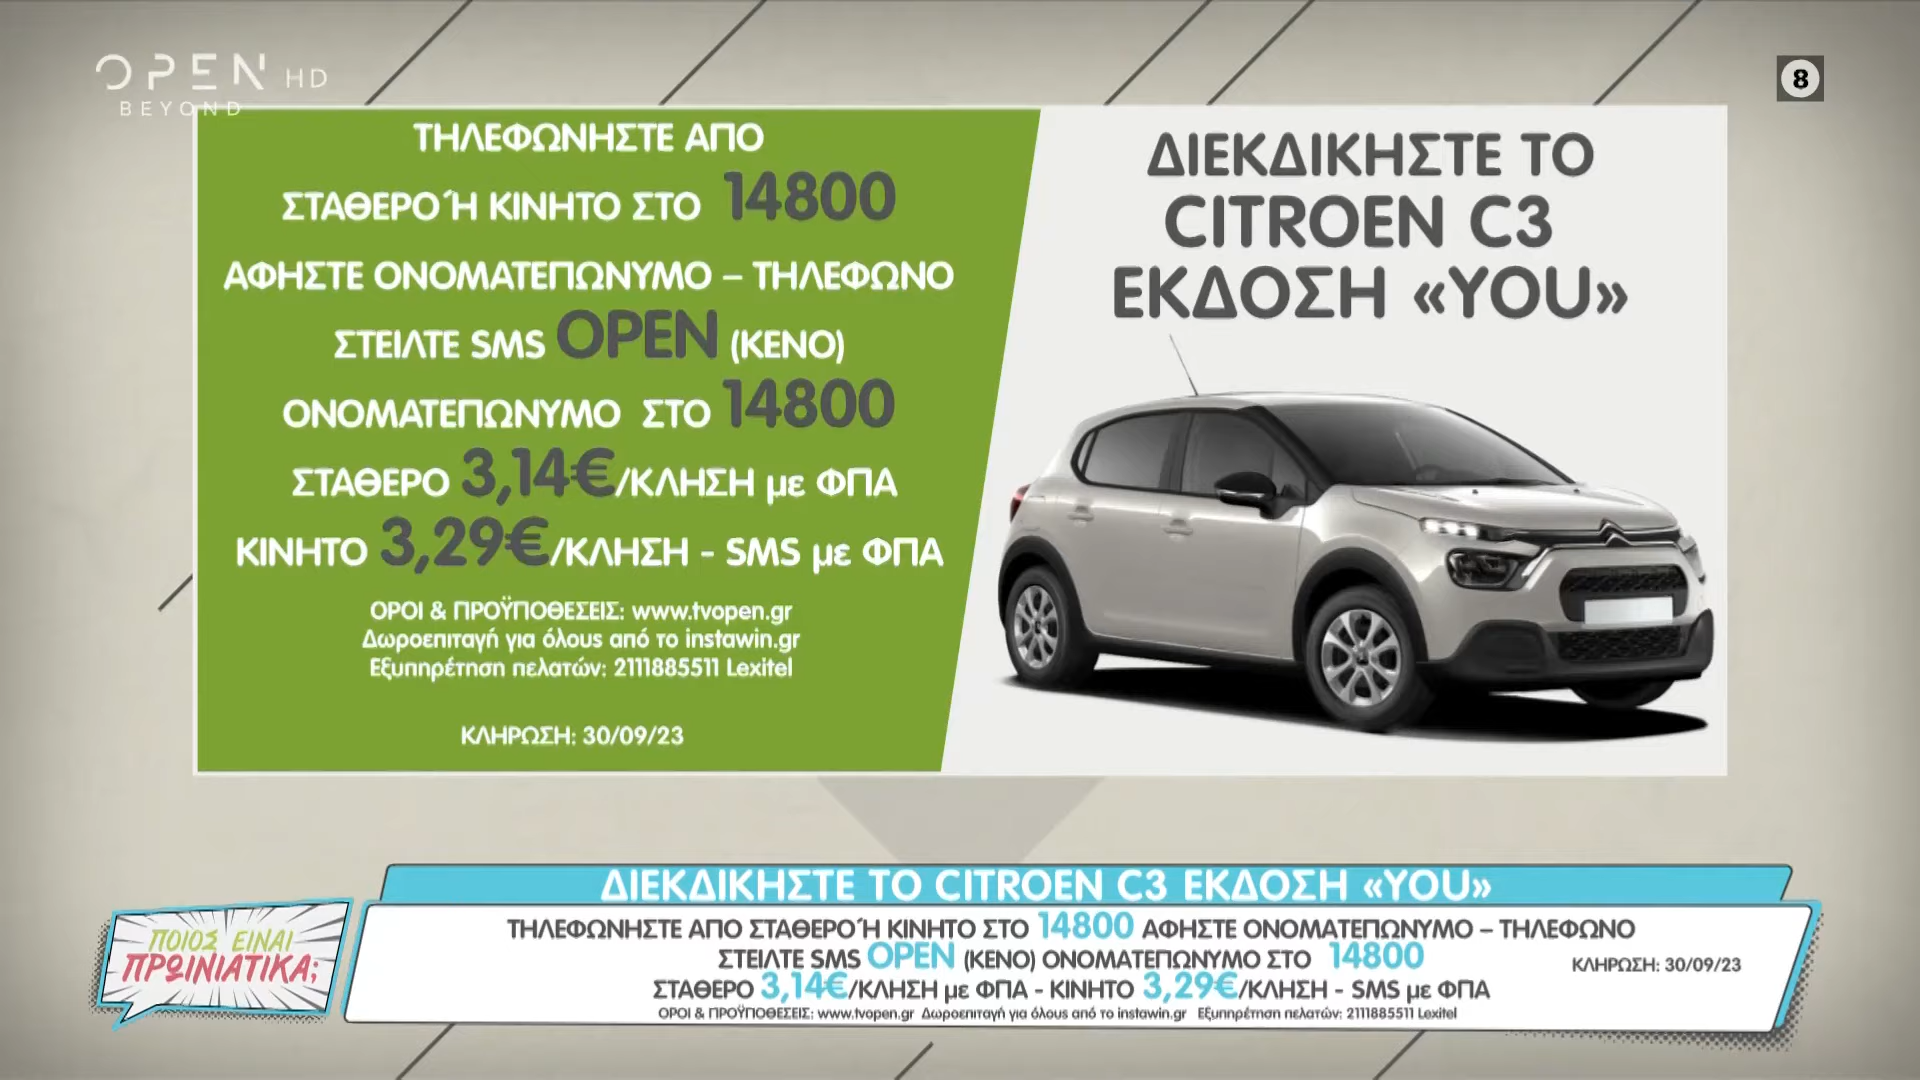 OPEN HD
BEYOND
8
ΤΗΛΕΦΩΝΗΣΤΕ ΑΠΟ
ΣΤΑΘΕΡΟ Ή ΚΙΝΗΤΟ ΣΤΟ 14800
ΑΦΗΣΤΕ ΟΝΟΜΑΤΕΠΩΝΥΜΟ – ΤΗΛΕΦΩΝΟ
ΣΤΕΙΛΤΕ SMS OPEN (ΚΕΝΟ)
ΟΝΟΜΑΤΕΠΩΝΥΜΟ ΣΤΟ 14800
ΣΤΑΘΕΡΟ 3,14€/ΚΛΗΣΗ με ΦΠΑ
ΚΙΝΗΤΟ 3,29€/ΚΛΗΣΗ - SMS με ΦΠΑ
ΟΡΟΙ & ΠΡΟΫΠΟΘΕΣΕΙΣ: www.tvopen.gr
Δωροεπιταγή για όλους από το instawin.gr
Εξυπηρέτηση πελατών: 2111885511 Lexitel
ΚΛΗΡΩΣΗ: 30/09/23
ΔΙΕΚΔΙΚΗΣΤΕ ΤΟ
CITROEN C3
ΕΚΔΟΣΗ «YOU»
ΔΙΕΚΔΙΚΗΣΤΕ ΤΟ CITROEN C3 ΕΚΔΟΣΗ «YOU»
ΠΟΙΟΣ ΕΙΝΑΙ
ΠΡΩΙΝΙΑΤΙΚΑ;
ΤΗΛΕΦΩΝΗΣΤΕ ΑΠΟ ΣΤΑΘΕΡΟ Ή ΚΙΝΗΤΟ ΣΤΟ 14800 ΑΦΗΣΤΕ ΟΝΟΜΑΤΕΠΩΝΥΜΟ – ΤΗΛΕΦΩΝΟ
ΣΤΕΙΛΤΕ SMS OPEN (ΚΕΝΟ) ΟΝΟΜΑΤΕΠΩΝΥΜΟ ΣΤΟ 14800
ΚΛΗΡΩΣΗ: 30/09/23
ΣΤΑΘΕΡΟ 3,14€/ΚΛΗΣΗ με ΦΠΑ - ΚΙΝΗΤΟ 3,29€/ΚΛΗΣΗ - SMS με ΦΠΑ
ΟΡΟΙ & ΠΡΟΫΠΟΘΕΣΕΙΣ: www.tvopen.gr Δωροεπιταγή για όλους από το instawin.gr Εξυπηρέτηση πελατών: 2111885511 Lexitel